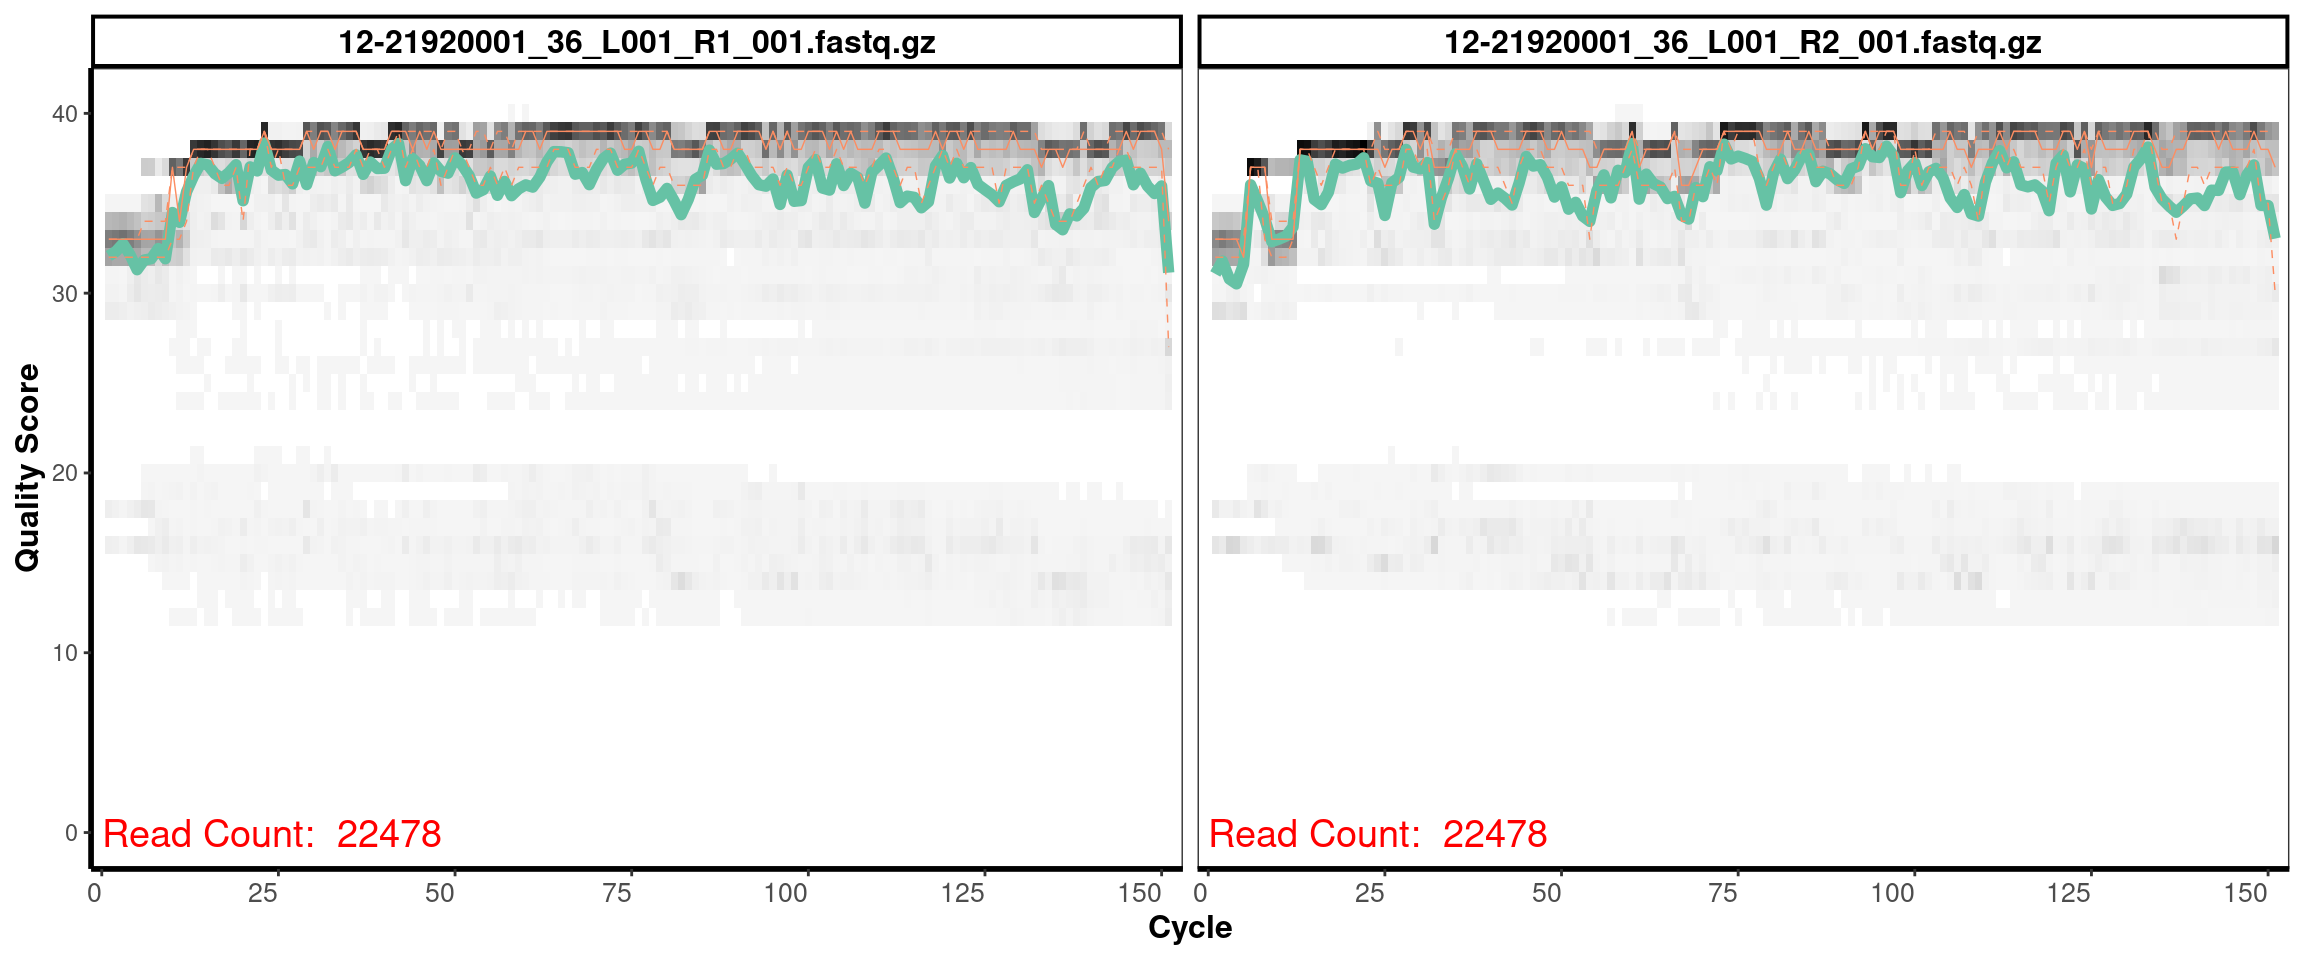 12-21920001_36_L001_R1_001.fastq.gz
12-21920001_36_L001_R2_001.fastq.gz
40
30
20
10
0
Quality Score
Read Count:  22478
Read Count:  22478
0 25 50 75 100 125 150
0 25 50 75 100 125 150
Cycle